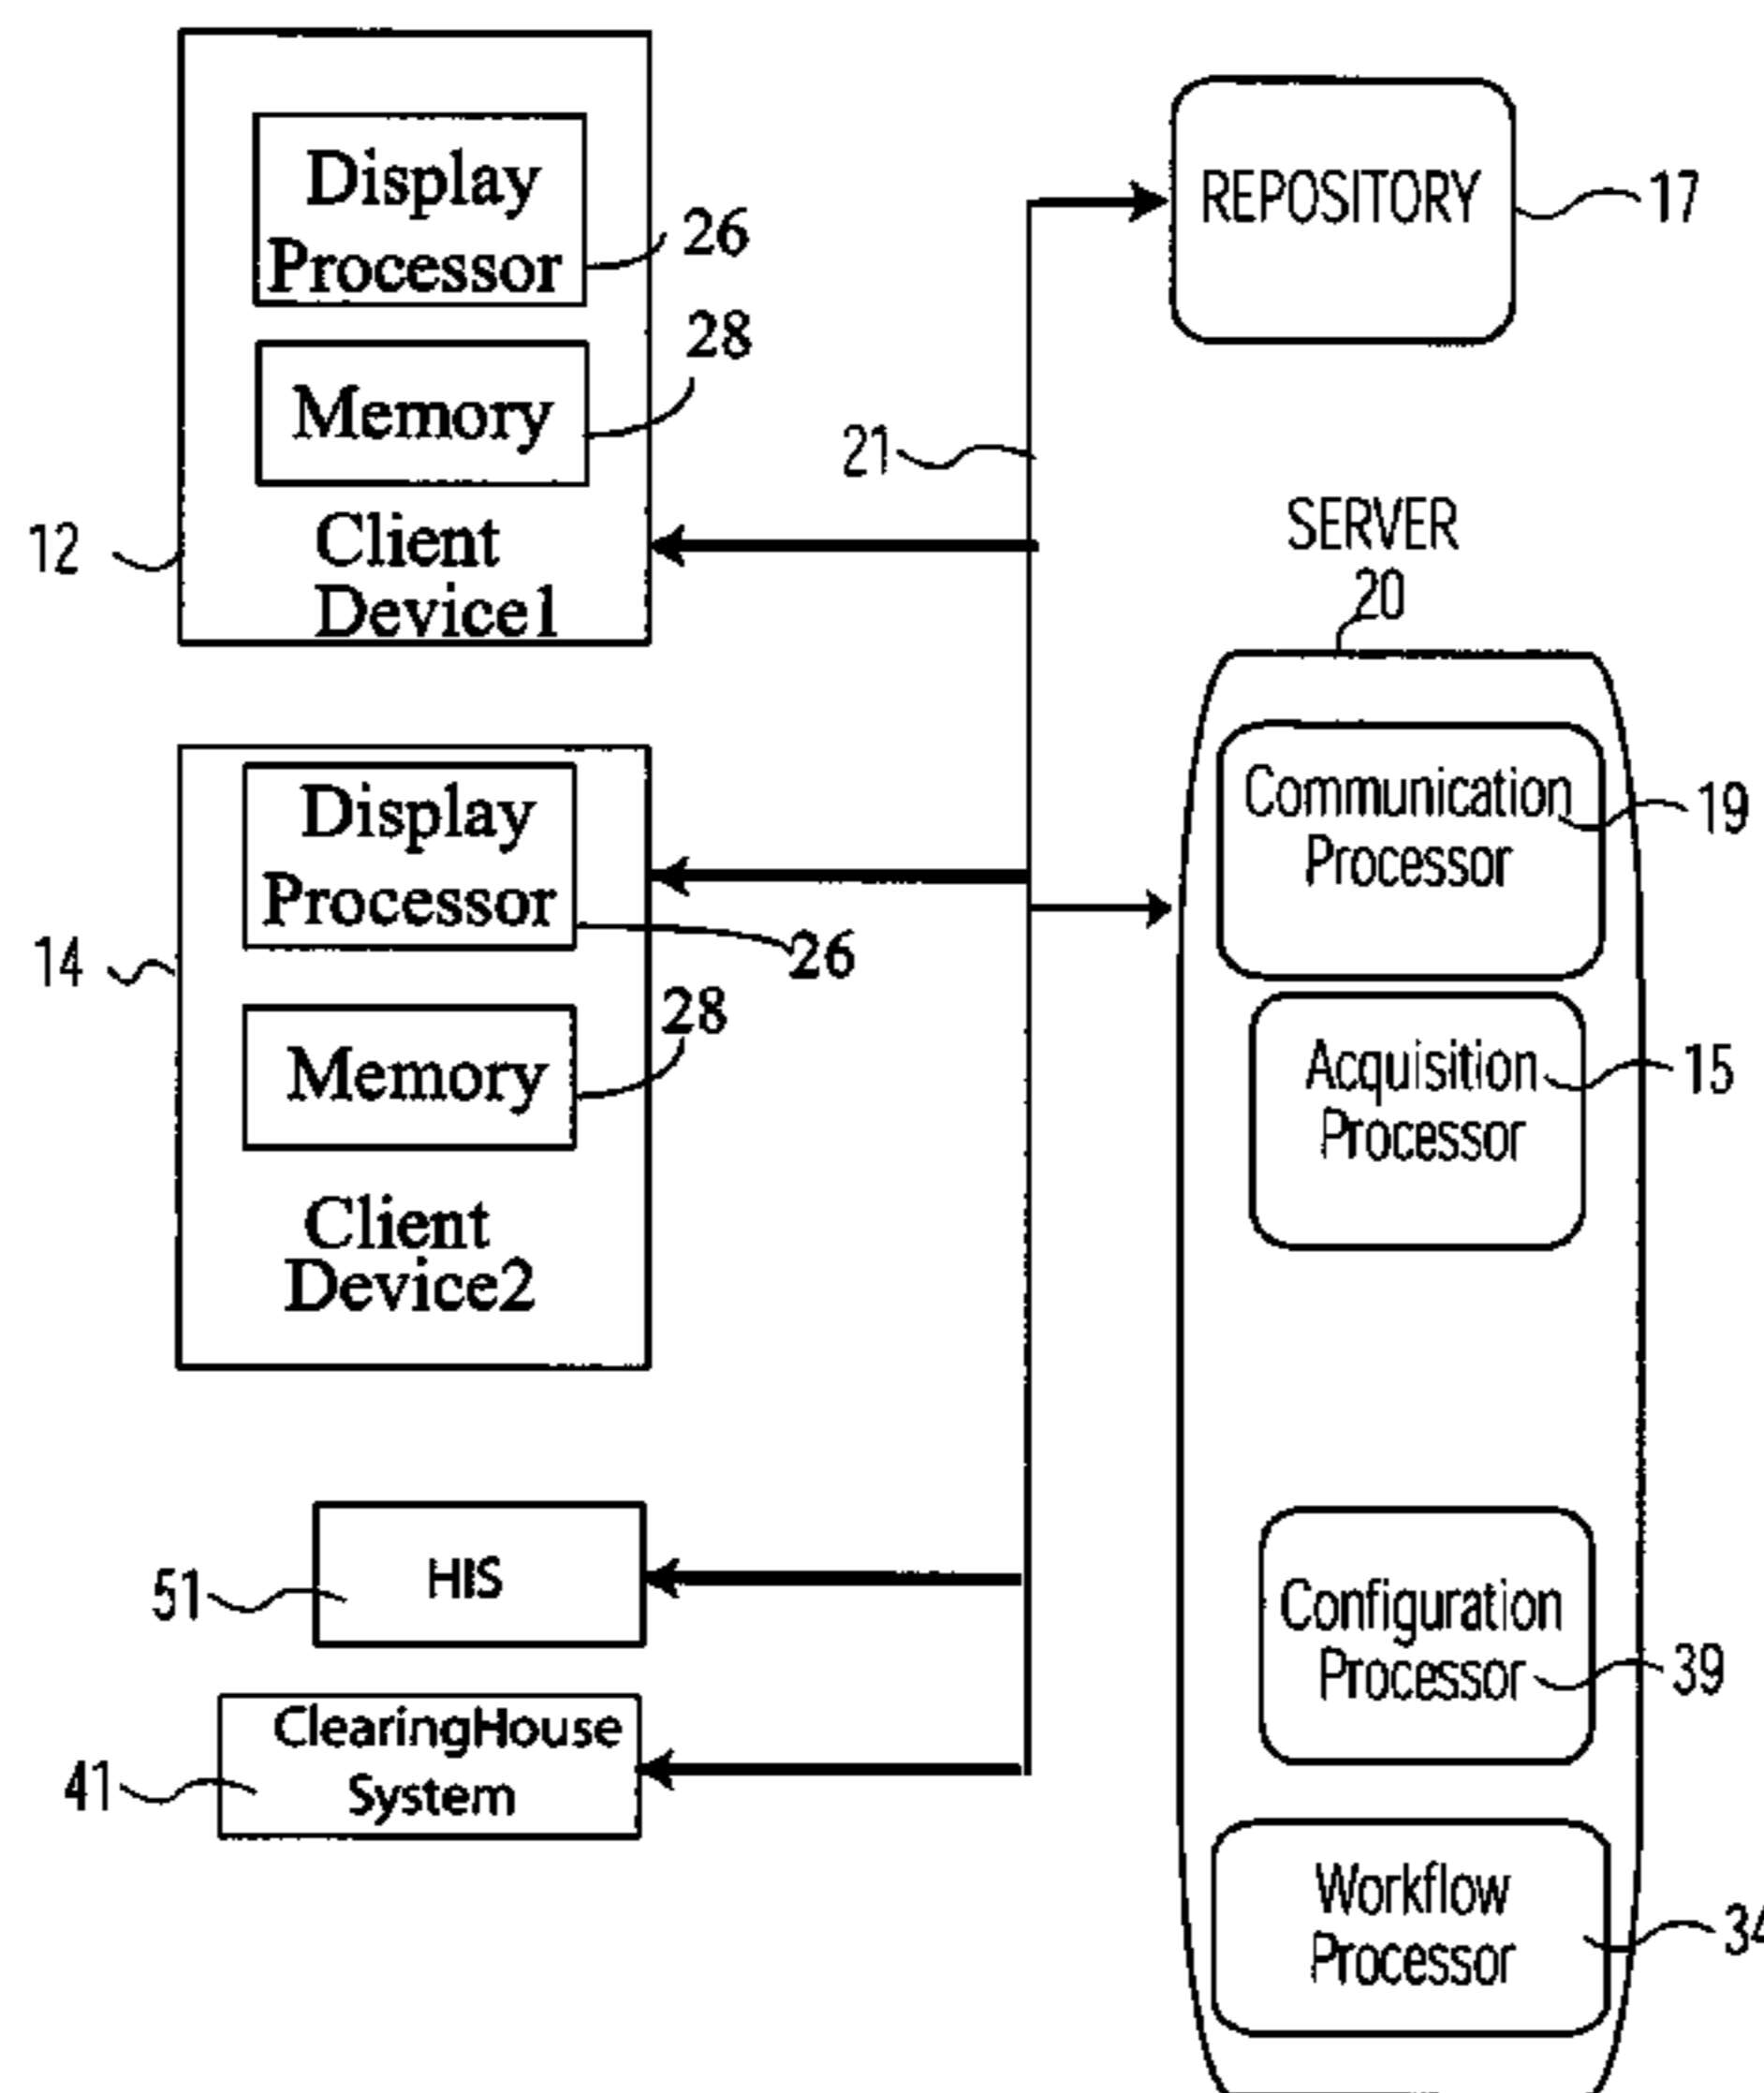 Display
Processor
26
Memory
28
Client
Device1
12
REPOSITORY
17
21
SERVER
20
Display
Processor
26
Memory
28
Client
Device2
14
Communication
Processor
19
Acquisition
Processor
15
HIS
51
ClearingHouse
System
41
Configuration
Processor
39
Workflow
Processor
34